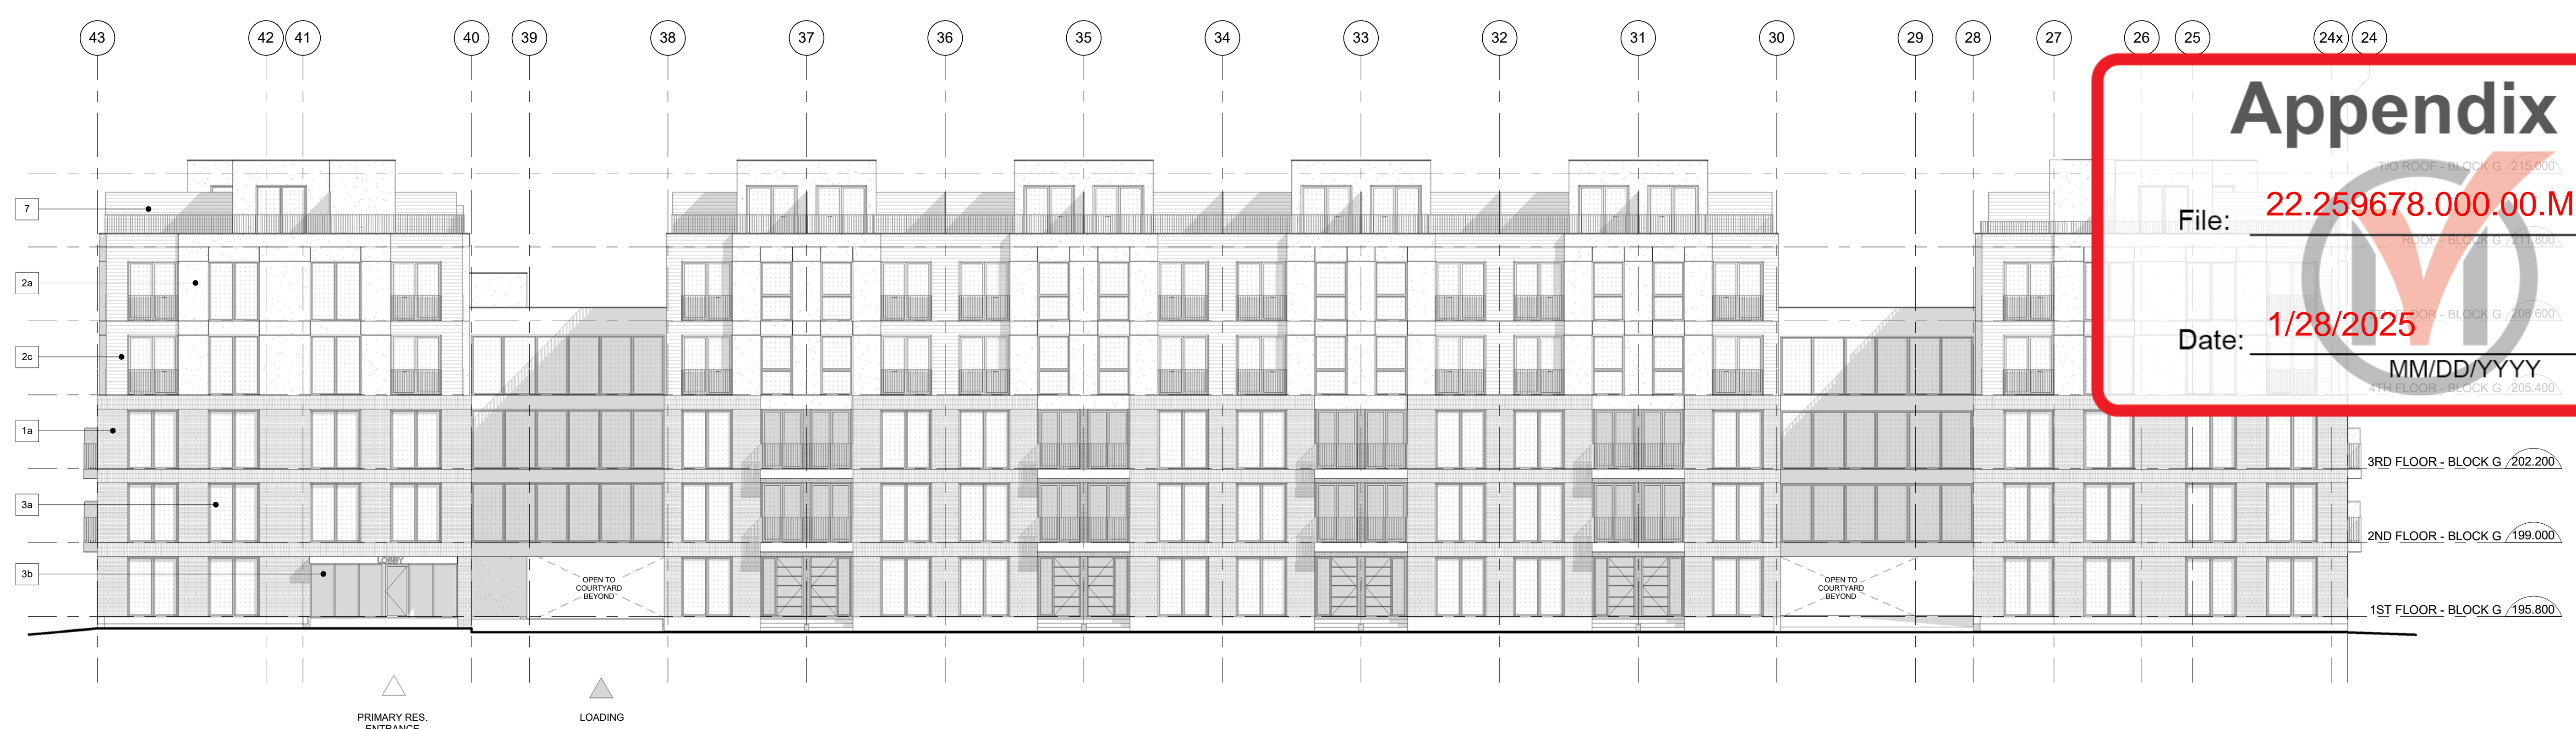 43 42 41 40 39 38 37 36 35 34 33 32 31 30 29 28 27 26 25 24x 24
Appendix
T/O ROOF - BLOCK G 215.000
7
File: 22.259678.000.00.M
ROOF - BLOCK G 211.800
2a
FLOOR - BLOCK G 208.600
Date: 1/28/2025
MM/DD/YYYY
2c
4TH FLOOR - BLOCK G 205.400
1a
3RD FLOOR - BLOCK G 202.200
3a
2ND FLOOR - BLOCK G 199.000
LOBBY
3b
OPEN TO
COURTYARD
BEYOND
OPEN TO
COURTYARD
BEYOND
1ST FLOOR - BLOCK G 195.800
PRIMARY RES.
ENTRANCE
LOADING